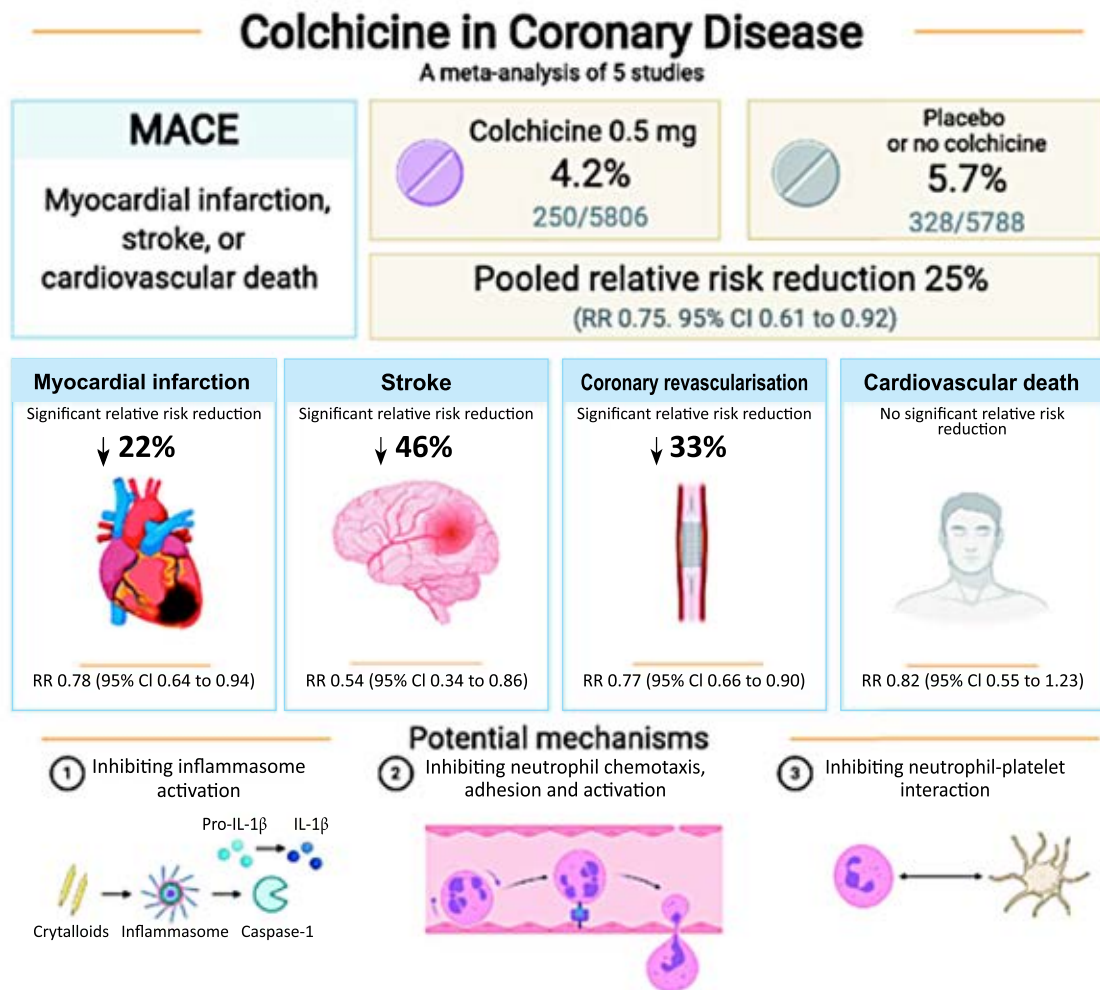 Colchicine in Coronary Disease
A meta-analysis of 5 studies
MACE
Myocardial infarction,
stroke, or
cardiovascular death
Colchicine 0.5 mg
4.2%
250/5806
Placebo
or no colchicine
5.7%
328/5788
Pooled relative risk reduction 25%
(RR 0.75. 95% CI 0.61 to 0.92)
Myocardial infarction
Significant relative risk reduction
↓ 22%
RR 0.78 (95% CI 0.64 to 0.94)
Stroke
Significant relative risk reduction
↓ 46%
RR 0.54 (95% CI 0.34 to 0.86)
Coronary revascularisation
Significant relative risk reduction
↓ 33%
RR 0.77 (95% CI 0.66 to 0.90)
Cardiovascular death
No significant relative risk
reduction
RR 0.82 (95% CI 0.55 to 1.23)
Potential mechanisms
1 Inhibiting inflammasome
activation
Pro-IL-1β IL-1β
Crytalloids Inflammasome Caspase-1
2 Inhibiting neutrophil chemotaxis,
adhesion and activation
3 Inhibiting neutrophil-platelet
interaction